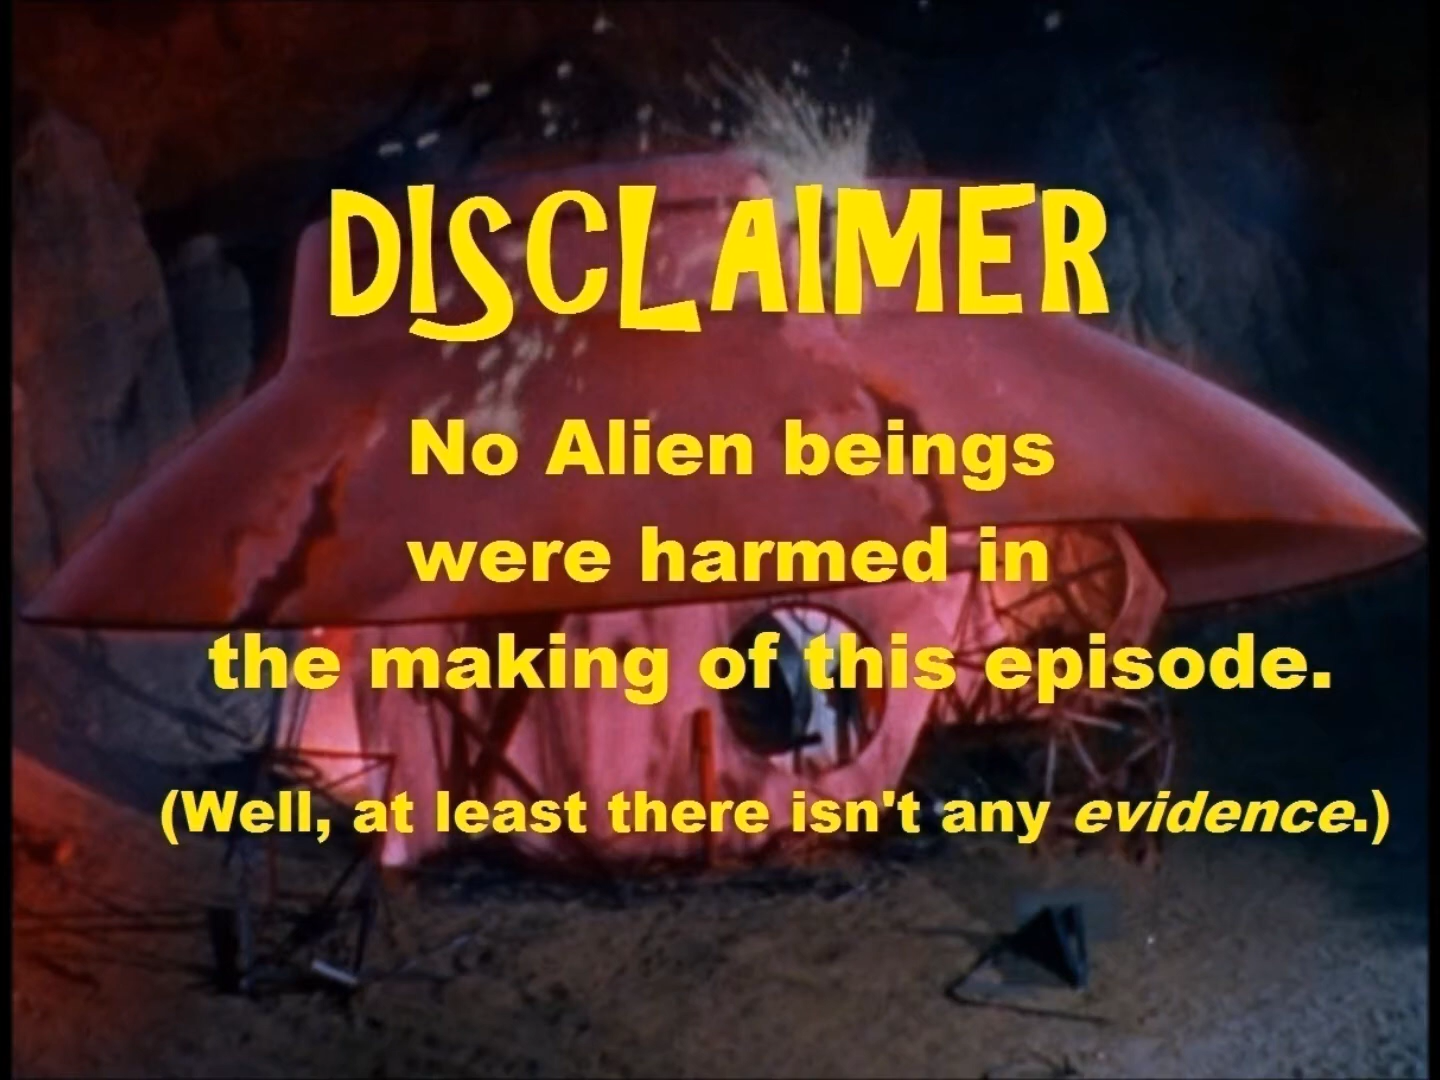 DISCLAIMER
No Alien beings
were harmed in
the making of this episode.
(Well, at least there isn't any evidence.)